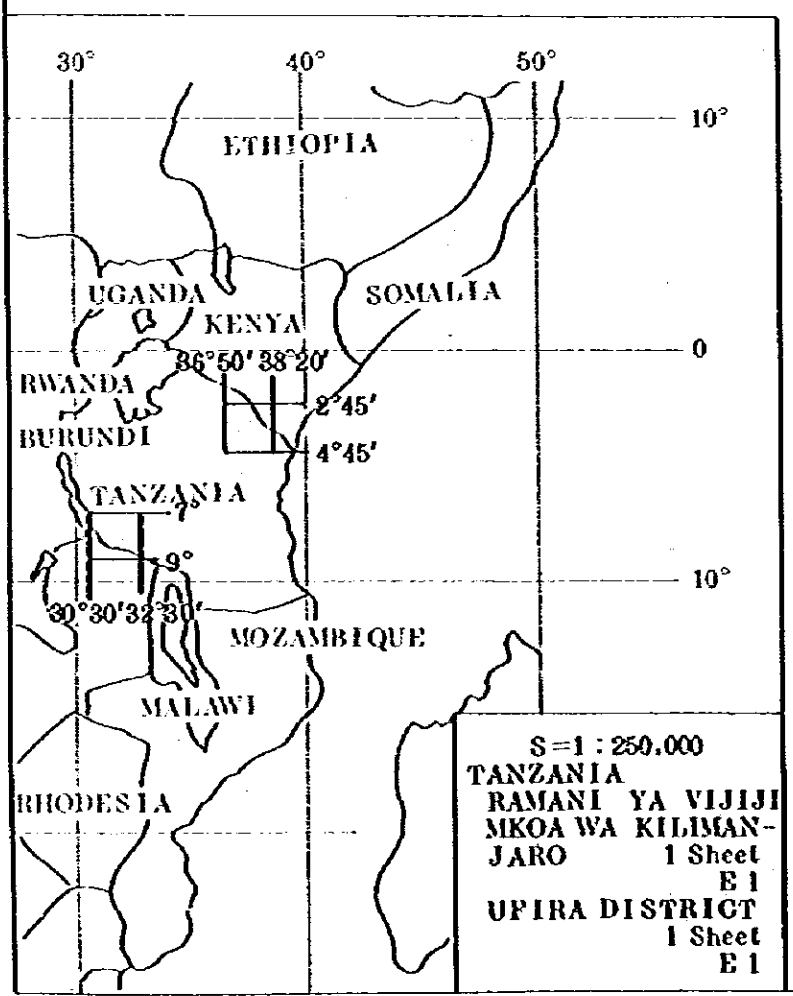 30° 40° 50°
10°
ETHIOPIA
UGANDA
SOMALIA
KENYA
36°50' 38°20'
0
RWANDA
2°45'
BURUNDI
4°45'
TANZANIA
7°
9°
10°
30°30' 32°30'
MOZAMBIQUE
MALAWI
S=1:250.000
TANZANIA
RHODESIA
RAMANI YA VIJIJI
MKOA WA KILIMAN-
JARO 1 Sheet
E 1
UFIRA DISTRICT
1 Sheet
E 1